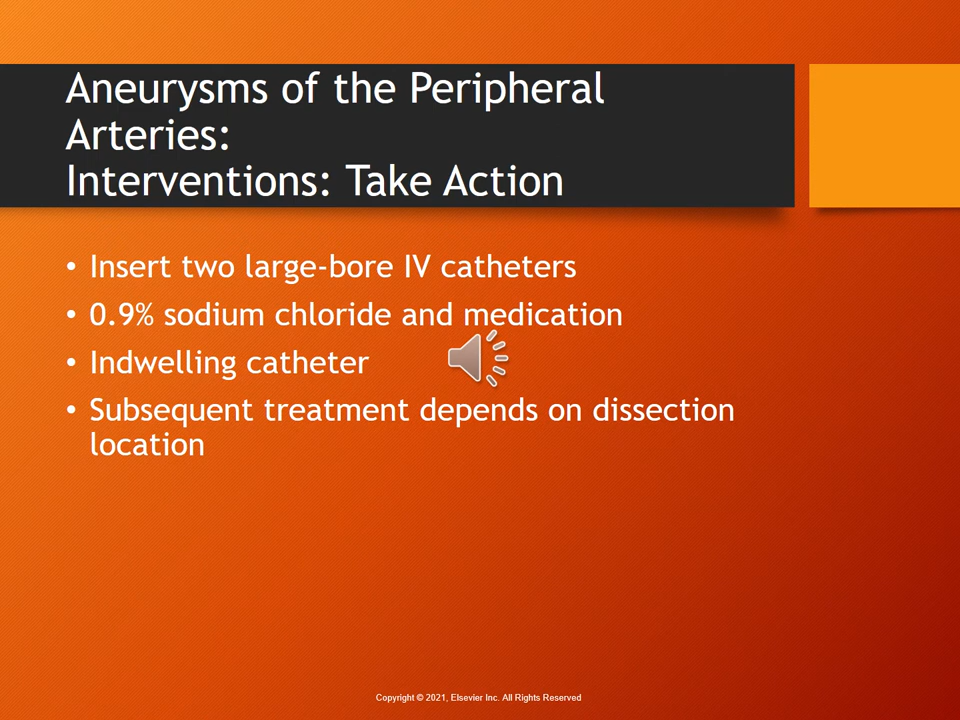 Aneurysms of the Peripheral
Arteries:
Interventions: Take Action
• Insert two large-bore IV catheters
• 0.9% sodium chloride and medication
• Indwelling catheter
• Subsequent treatment depends on dissection
location
Copyright © 2021, Elsevier Inc. All Rights Reserved